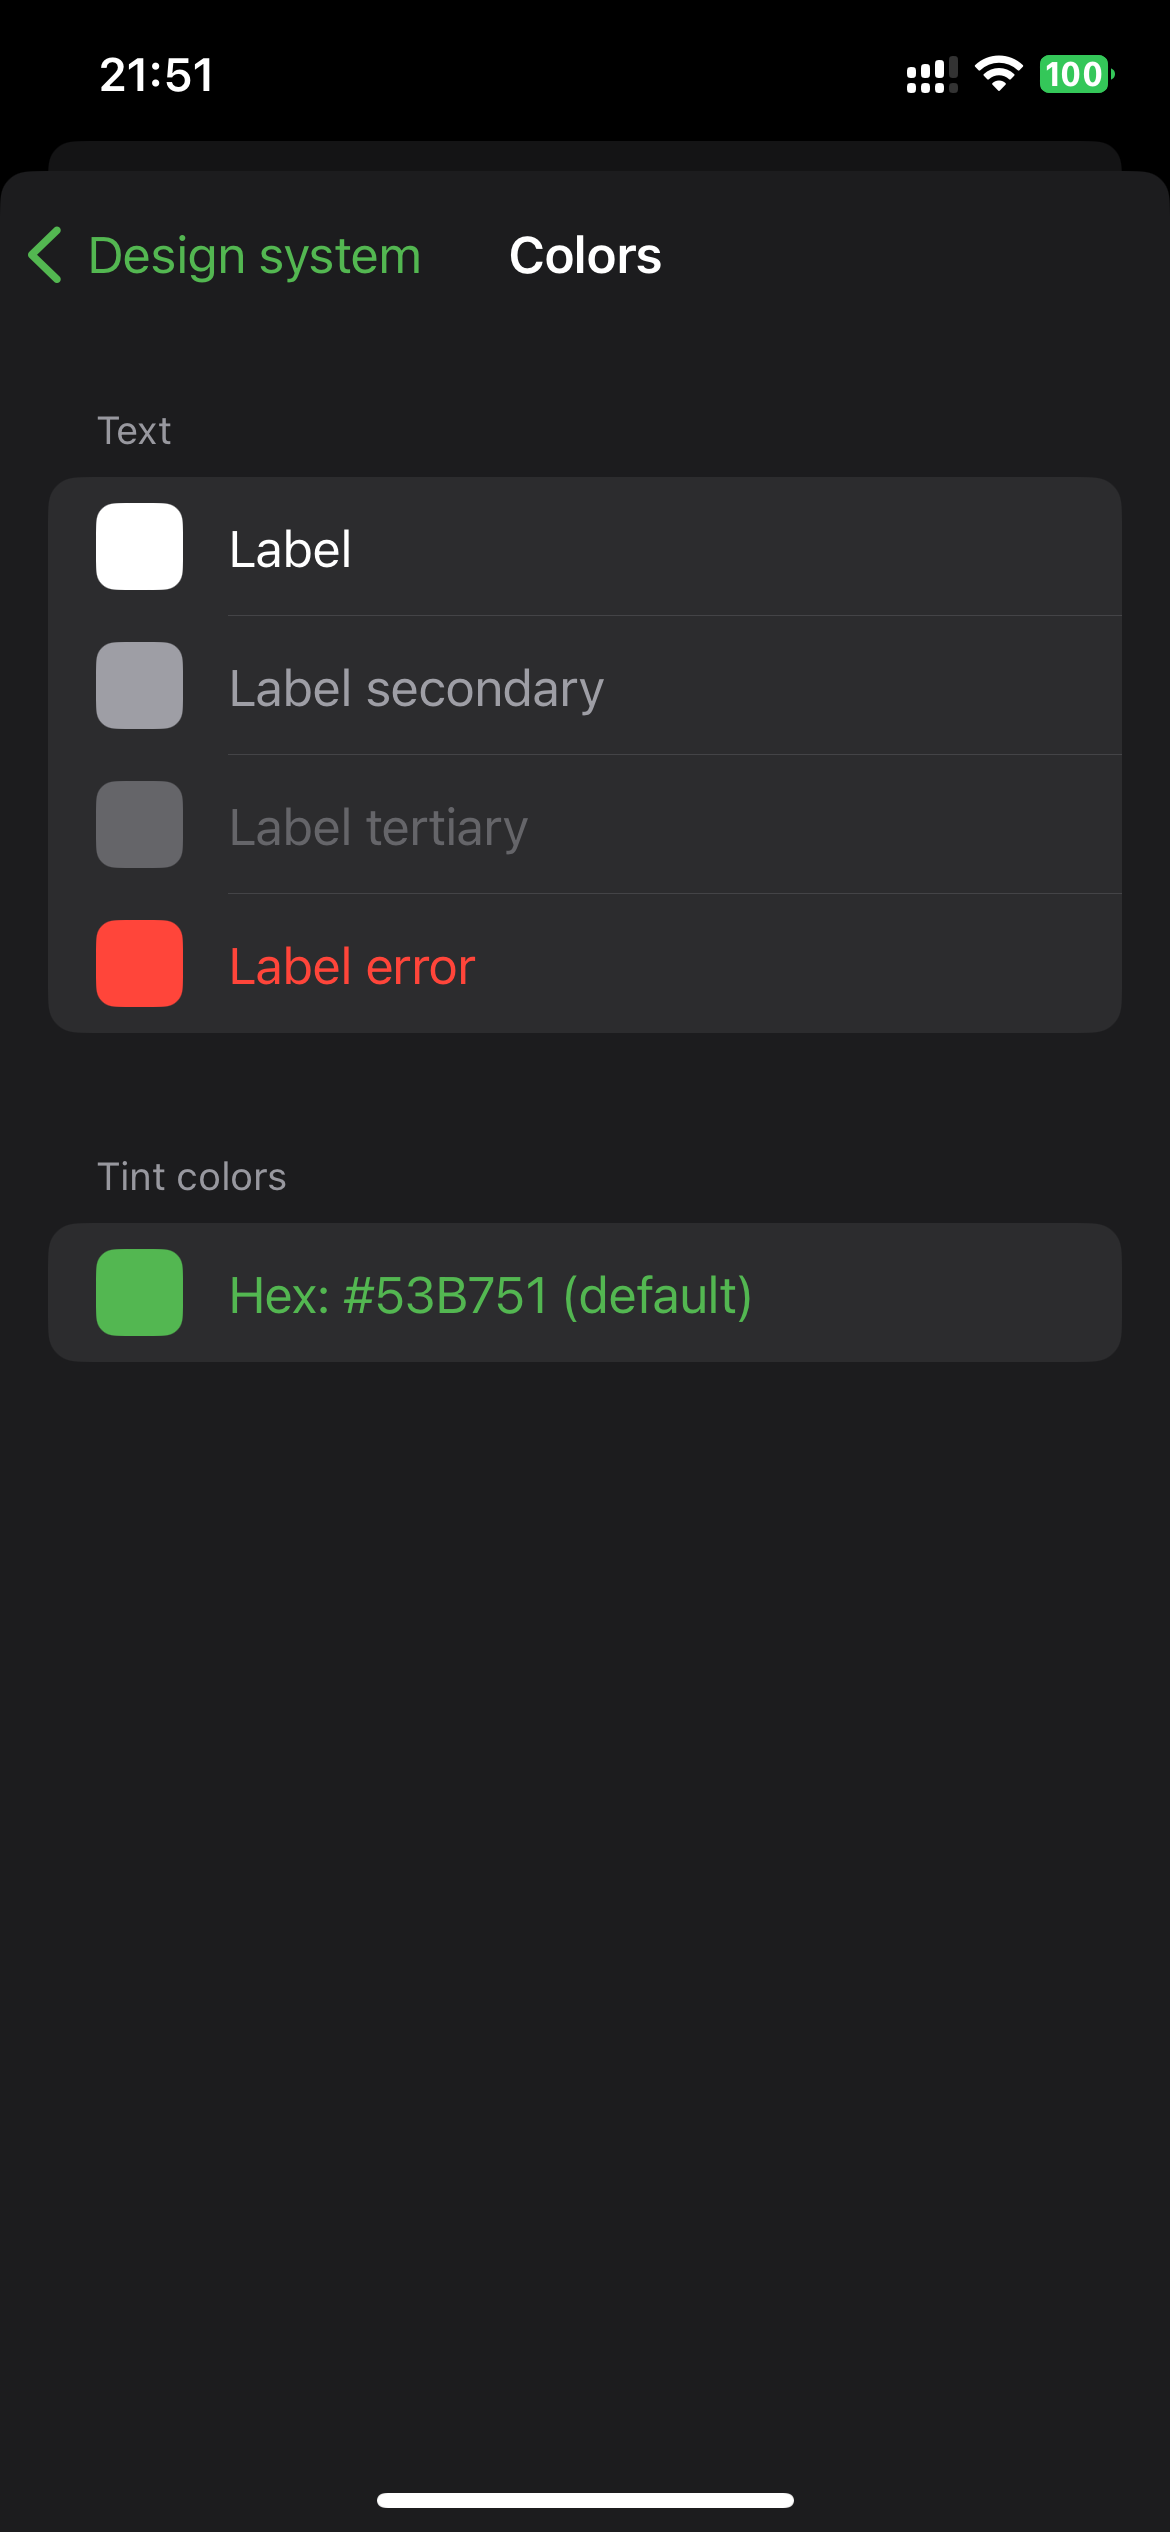 21:51
100
Design system
Colors
Text
Label
Label secondary
Label tertiary
Label error
Tint colors
Hex: #53B751 (default)